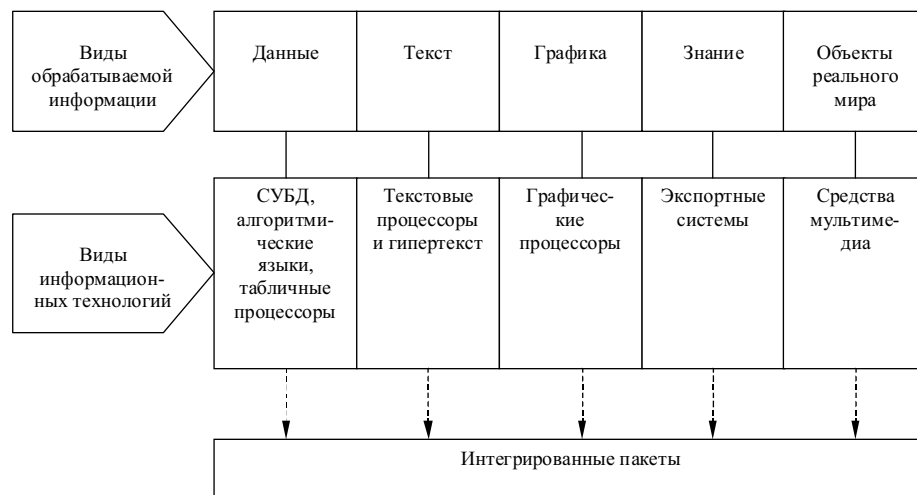 Виды
обрабатываемой
информации
Данные
Текст
Графика
Знание
Объекты
реального
мира
Виды
информацион-
ных технологий
СУБД,
алгоритми-
ческие
языки,
табличные
процессоры
Текстовые
процессоры
и гипертекст
Графичес-
кие
процессоры
Экспортные
системы
Средства
мультиме-
диа
Интегрированные пакеты